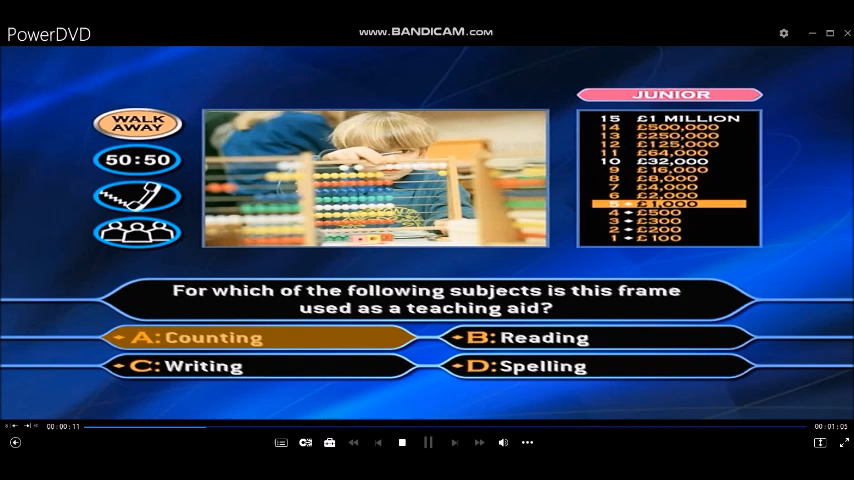 PowerDVD
www.BANDICAM.com
JUNIOR
WALK
AWAY
50:50
15 £1 MILLION
14 £500,000
13 £250,000
12 £125,000
11 £64,000
10 £32,000
9 £16,000
8 £8,000
7 £4,000
6 £2,000
5 £1,000
4 £500
3 £300
2 £200
1 £100
For which of the following subjects is this frame
used as a teaching aid?
A: Counting
B: Reading
C: Writing
D: Spelling
00:00:11
00:01:05